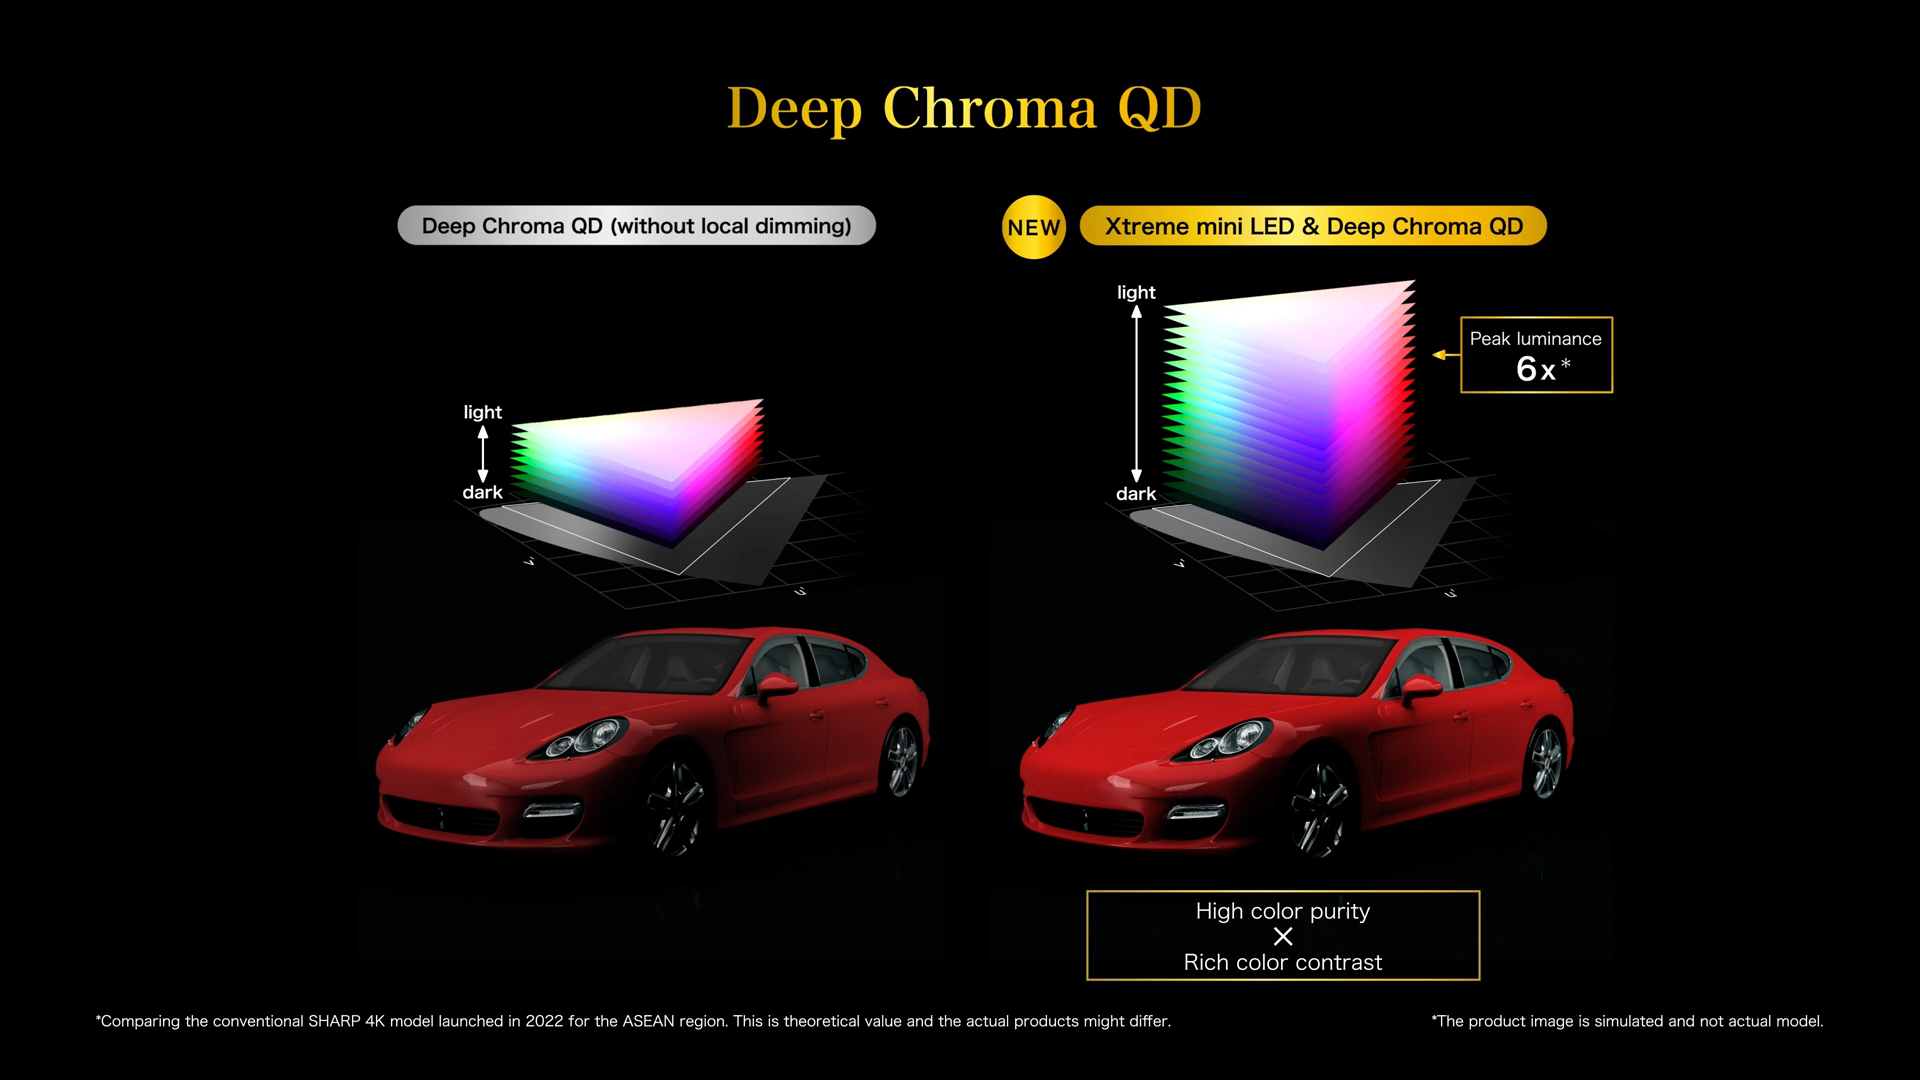 Deep Chroma QD
Deep Chroma QD (without local dimming)
NEW
Xtreme mini LED & Deep Chroma QD
light
dark
v'
u'
light
dark
v'
u'
Peak luminance
6x*
High color purity
×
Rich color contrast
*Comparing the conventional SHARP 4K model launched in 2022 for the ASEAN region. This is theoretical value and the actual products might differ.
*The product image is simulated and not actual model.